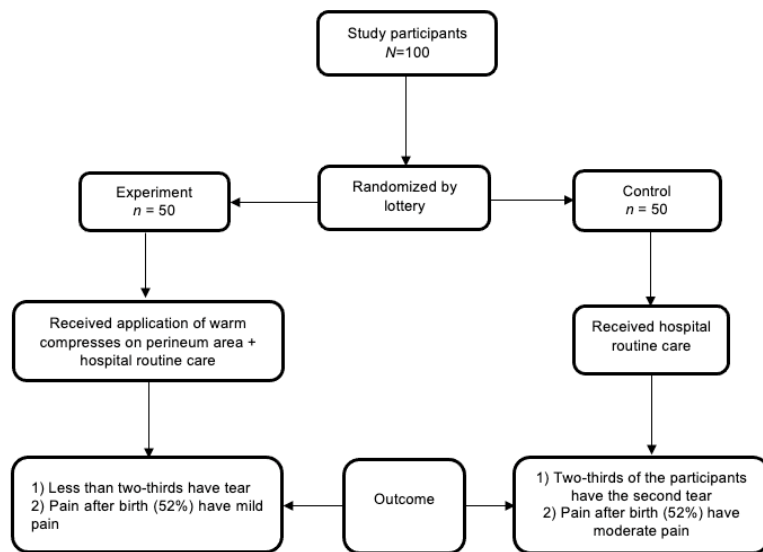 Study participants
N=100
Experiment
n = 50
Randomized by
lottery
Control
n = 50
Received application of warm
compresses on perineum area +
hospital routine care
Received hospital
routine care
1) Less than two-thirds have tear
2) Pain after birth (52%) have mild
pain
Outcome
1) Two-thirds of the participants
have the second tear
2) Pain after birth (52%) have
moderate pain